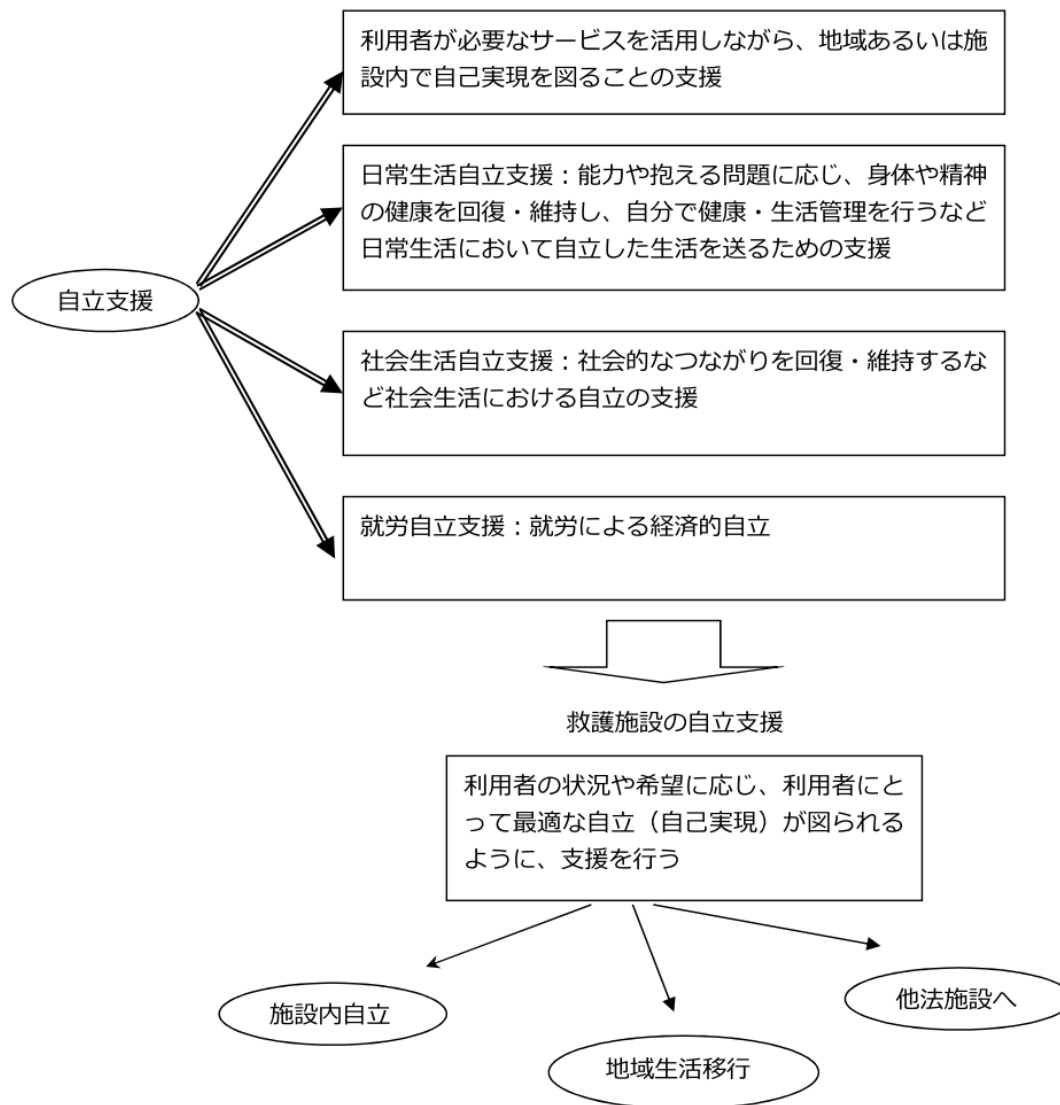 利用者が必要なサービスを活用しながら、地域あるいは施
設内で自己実現を図ることの支援
日常生活自立支援：能力や抱える問題に応じ、身体や精神
の健康を回復・維持し、自分で健康・生活管理を行うなど
日常生活において自立した生活を送るための支援
自立支援
社会生活自立支援：社会的なつながりを回復・維持するな
ど社会生活における自立の支援
就労自立支援：就労による経済的自立
救護施設の自立支援
利用者の状況や希望に応じ、利用者にと
って最適な自立（自己実現）が図られる
ように、支援を行う
施設内自立
地域生活移行
他法施設へ